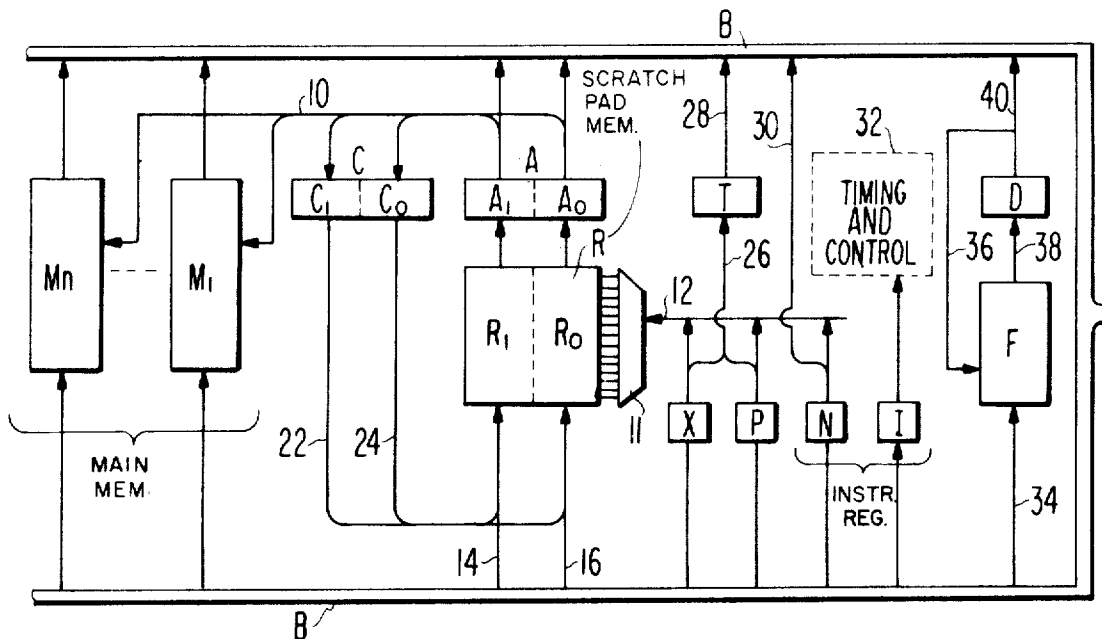 B
10
SCRATCH
PAD
MEM.
28
30
32
40
C
A
C1
C0
A1
A0
T
TIMING
AND
CONTROL
D
R
26
36
38
Mn
M1
12
R1
R0
F
11
X
P
N
I
22
24
MAIN
MEM.
INSTR.
REG.
34
14
16
B